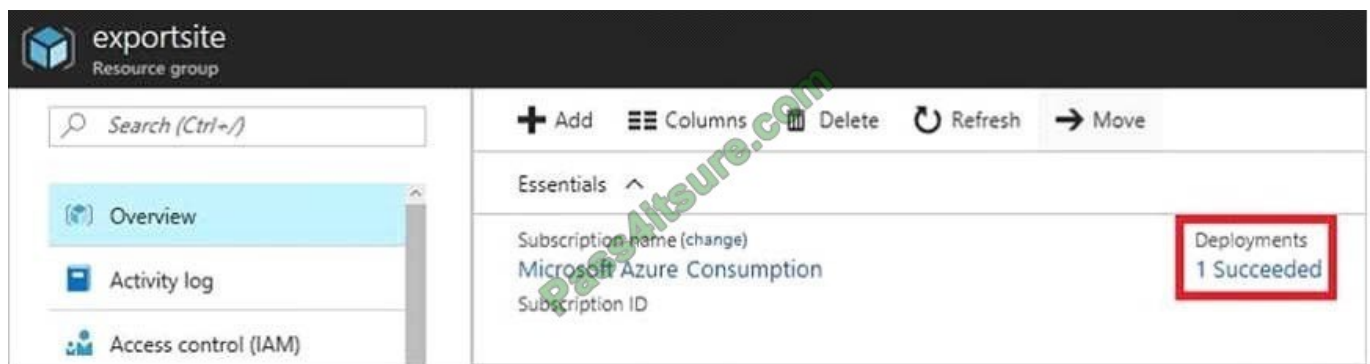 exportsite
Resource group
Search (Ctrl+/)
Add Columns Delete Refresh Move
Essentials
Overview
Subscription name (change)
Deployments
Microsoft Azure Consumption
1 Succeeded
Activity log
Subscription ID
Access control (IAM)
Pass4itsure.com